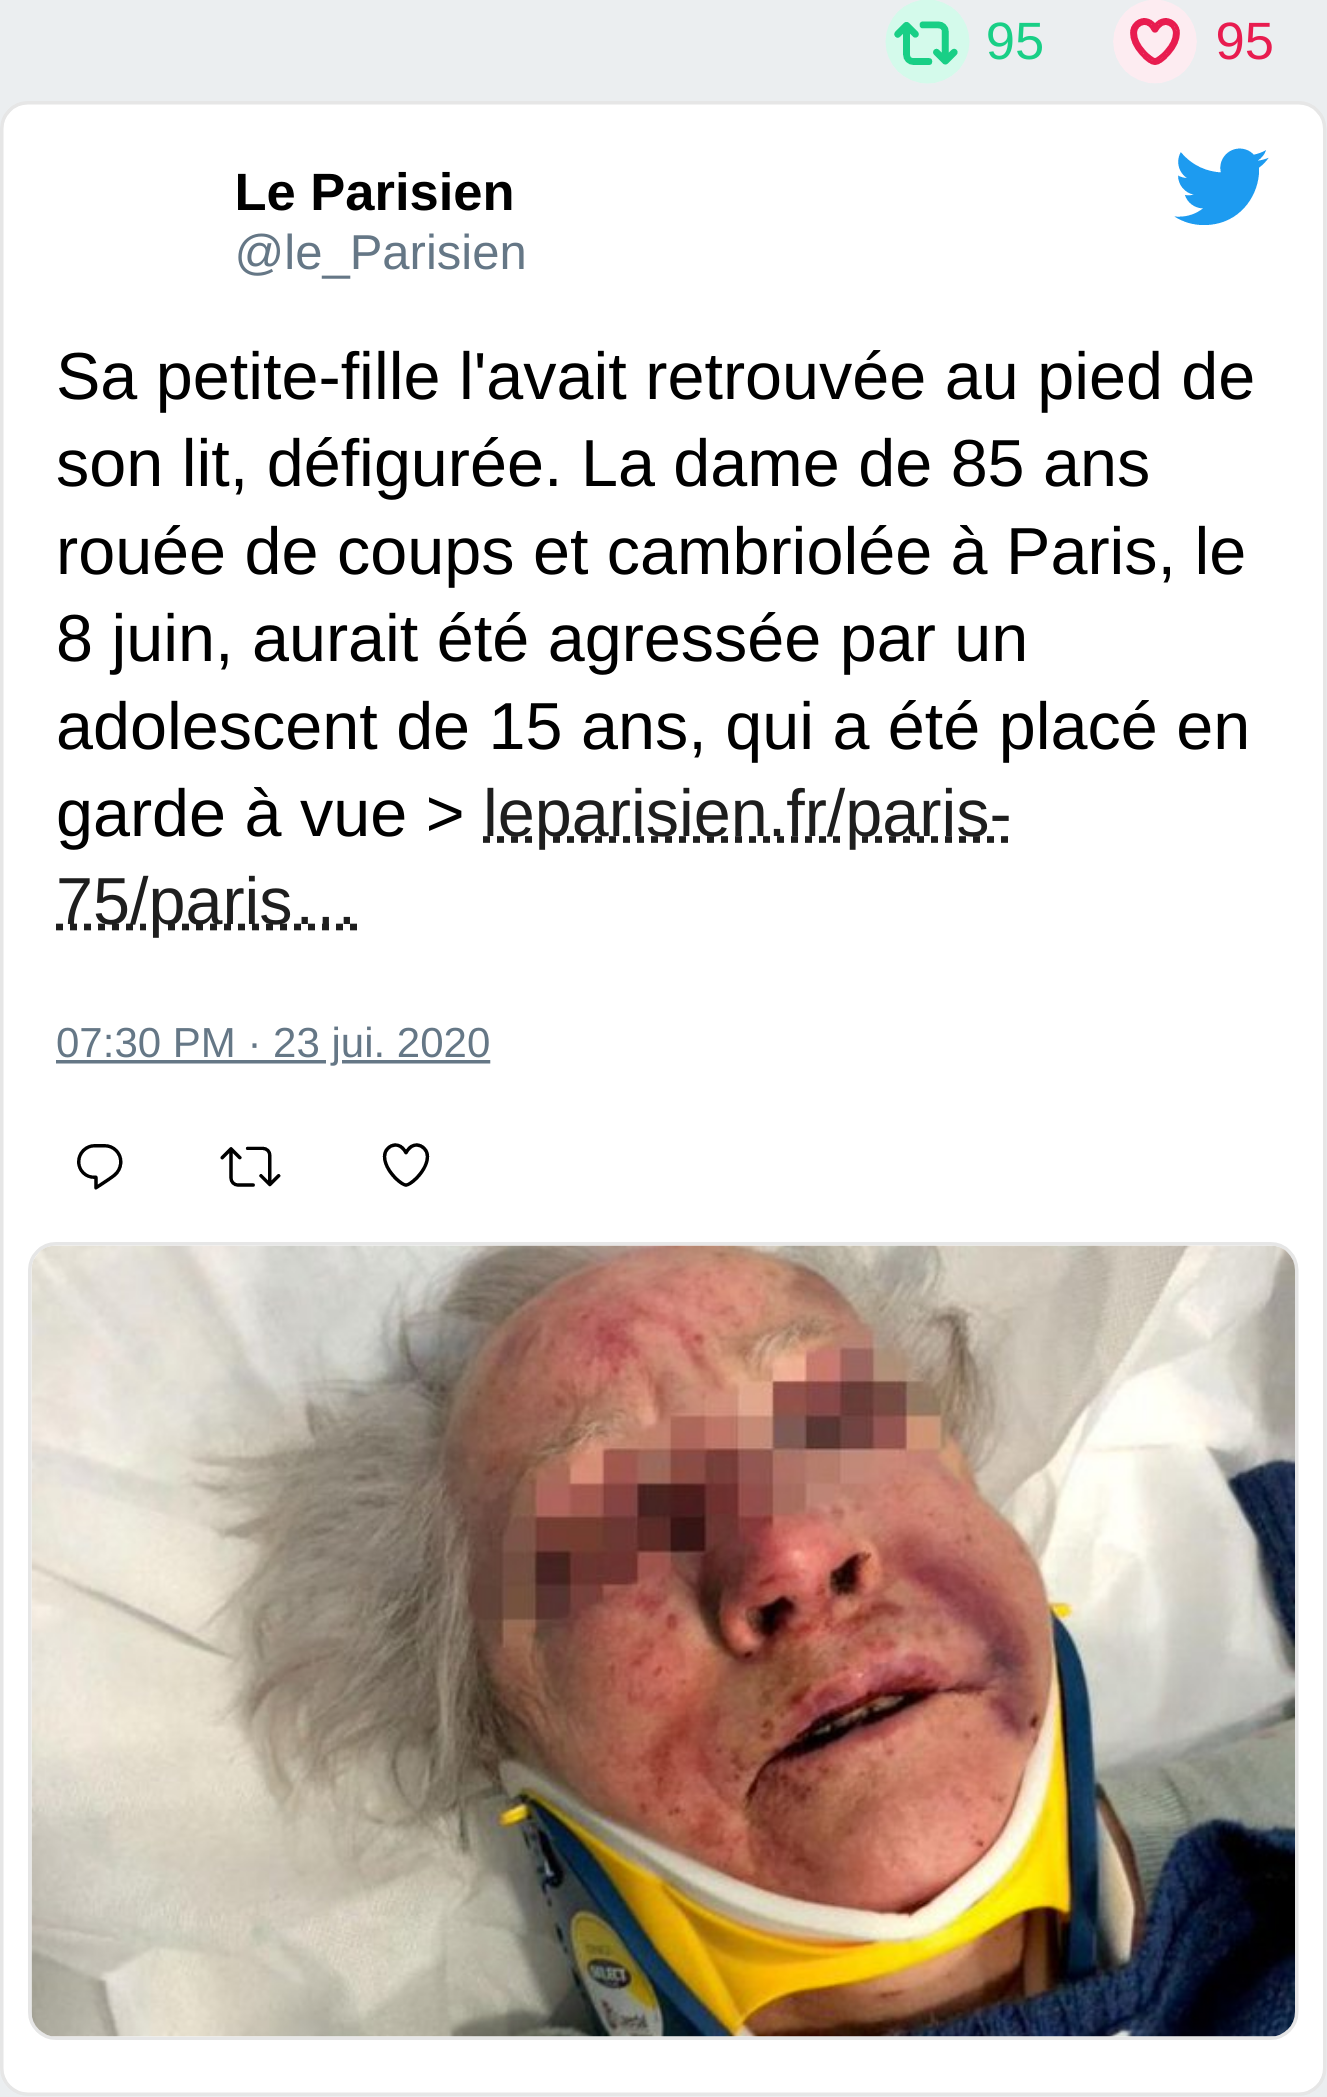 95 95
Le Parisien
@le_Parisien
Sa petite-fille l'avait retrouvée au pied de
son lit, défigurée. La dame de 85 ans
rouée de coups et cambriolée à Paris, le
8 juin, aurait été agressée par un
adolescent de 15 ans, qui a été placé en
garde à vue > leparisien.fr/paris-
75/paris…
07:30 PM · 23 jui. 2020
SELECT